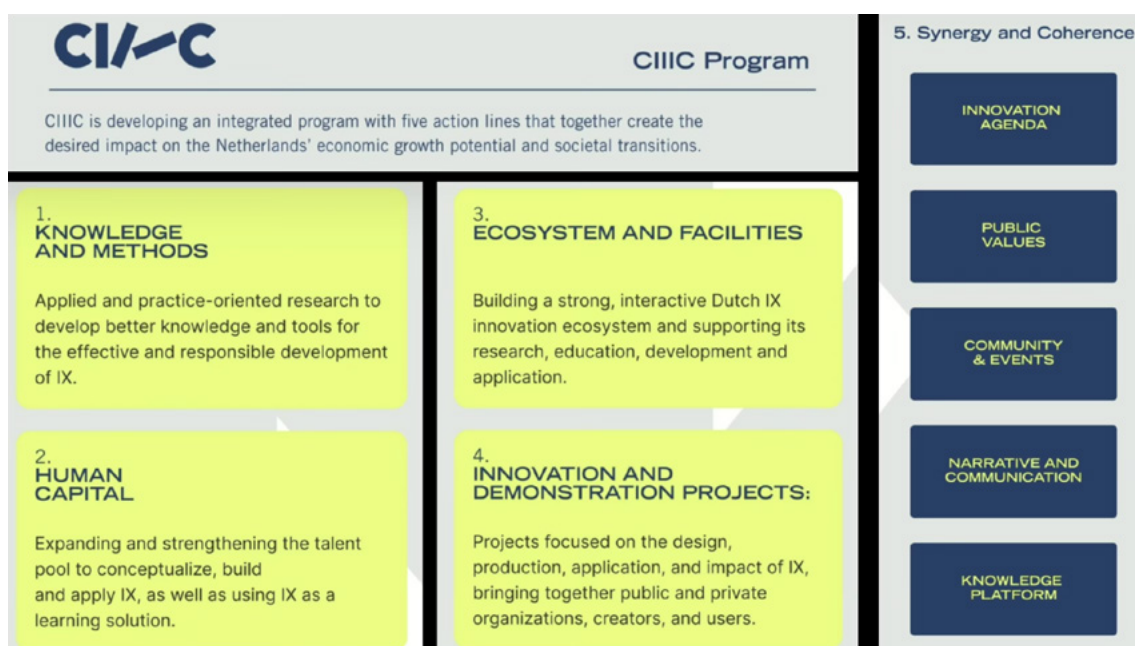 CIIIC
CIIIC Program
CIIIC is developing an integrated program with five action lines that together create the
desired impact on the Netherlands' economic growth potential and societal transitions.
1.
KNOWLEDGE
AND METHODS
Applied and practice-oriented research to
develop better knowledge and tools for
the effective and responsible development
of IX.
2.
HUMAN
CAPITAL
Expanding and strengthening the talent
pool to conceptualize, build
and apply IX, as well as using IX as a
learning solution.
3.
ECOSYSTEM AND FACILITIES
Building a strong, interactive Dutch IX
innovation ecosystem and supporting its
research, education, development and
application.
4.
INNOVATION AND
DEMONSTRATION PROJECTS:
Projects focused on the design,
production, application, and impact of IX,
bringing together public and private
organizations, creators, and users.
5. Synergy and Coherence
INNOVATION
AGENDA
PUBLIC
VALUES
COMMUNITY
& EVENTS
NARRATIVE AND
COMMUNICATION
KNOWLEDGE
PLATFORM